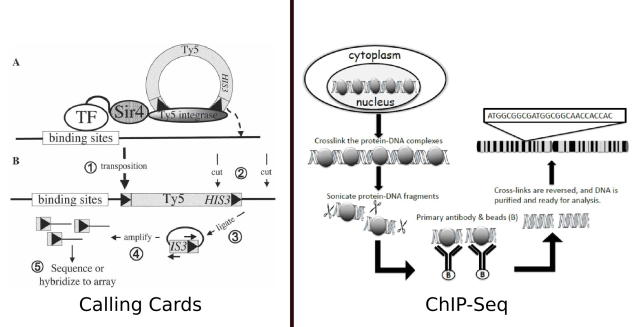 A
Ty5
HIS3
TF
Sir4
Ty5 integrase
binding sites
B
① transposition
cut
②
cut
binding sites
Ty5
HIS3
ligate
③
amplify
④
IS3
⑤ Sequence or
hybridize to array
Calling Cards
cytoplasm
nucleus
Crosslink the protein-DNA complexes
Sonicate protein-DNA fragments
Primary antibody & beads (B)
B
B
ATGGCGGCGATGGCGGCAACCACCAC
Cross-links are reversed, and DNA is
purified and ready for analysis.
ChIP-Seq